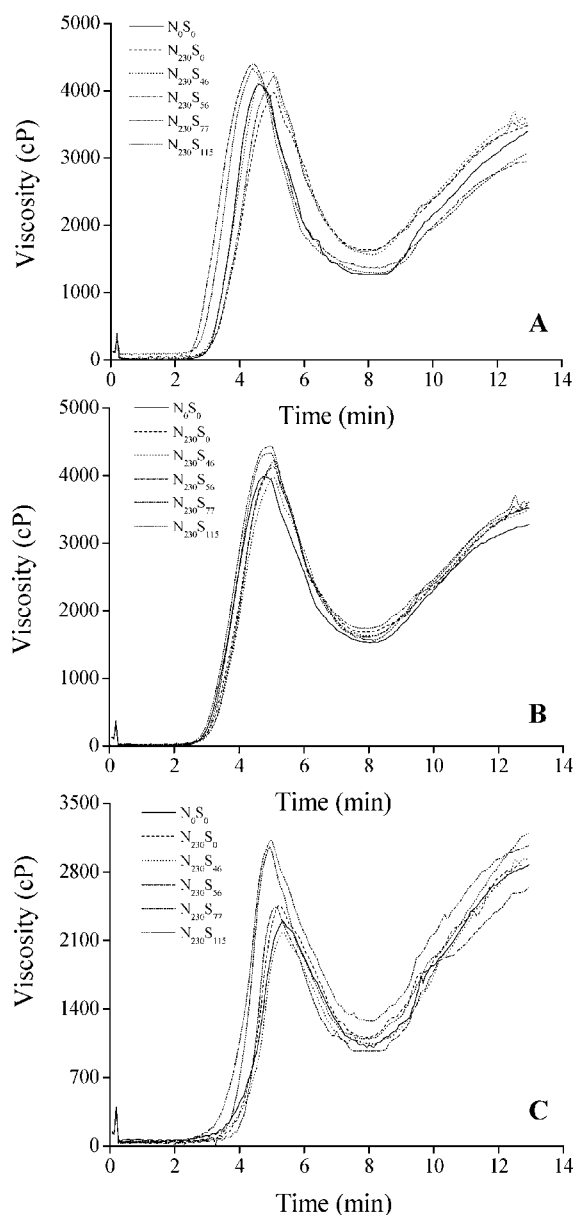 5000
4000
3000
2000
1000
0
Viscosity (cP)
N₀S₀
N₂₃₀S₀
N₂₃₀S₄₆
N₂₃₀S₅₆
N₂₃₀S₇₇
N₂₃₀S₁₁₅
A
0 2 4 6 8 10 12 14
Time (min)
5000
4000
3000
2000
1000
0
Viscosity (cP)
N₀S₀
N₂₃₀S₀
N₂₃₀S₄₆
N₂₃₀S₅₆
N₂₃₀S₇₇
N₂₃₀S₁₁₅
B
0 2 4 6 8 10 12 14
Time (min)
3500
2800
2100
1400
700
0
Viscosity (cP)
N₀S₀
N₂₃₀S₀
N₂₃₀S₄₆
N₂₃₀S₅₆
N₂₃₀S₇₇
N₂₃₀S₁₁₅
C
0 2 4 6 8 10 12 14
Time (min)